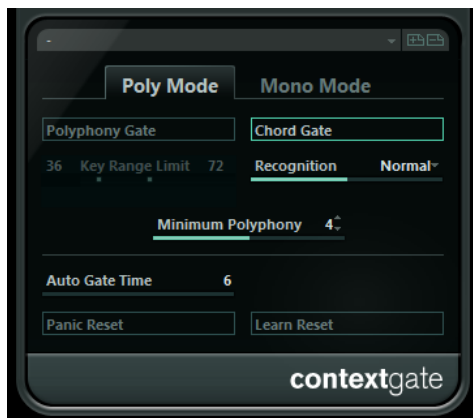 -
Poly Mode Mono Mode
Polyphony Gate Chord Gate
36 Key Range Limit 72 Recognition Normal
Minimum Polyphony 4
Auto Gate Time 6
Panic Reset Learn Reset
contextgate